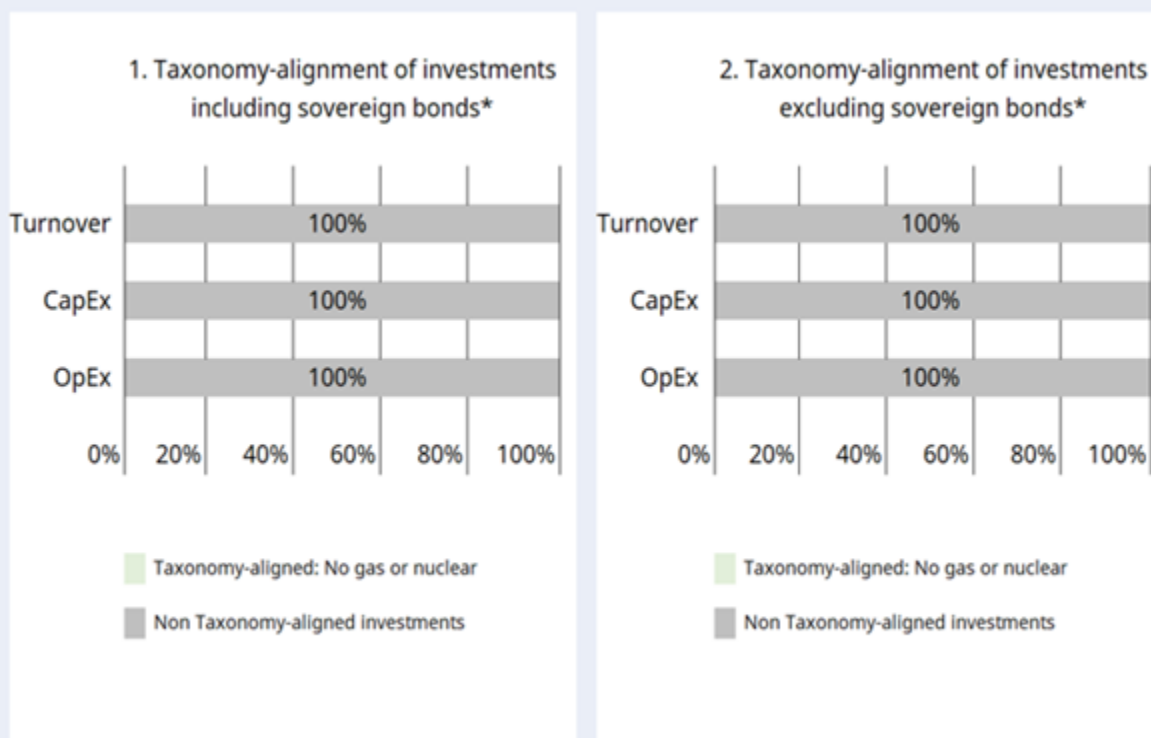 1. Taxonomy-alignment of investments
including sovereign bonds*
Turnover
100%
CapEx
100%
OpEx
100%
0% 20% 40% 60% 80% 100%
Taxonomy-aligned: No gas or nuclear
Non Taxonomy-aligned investments
2. Taxonomy-alignment of investments
excluding sovereign bonds*
Turnover
100%
CapEx
100%
OpEx
100%
0% 20% 40% 60% 80% 100%
Taxonomy-aligned: No gas or nuclear
Non Taxonomy-aligned investments